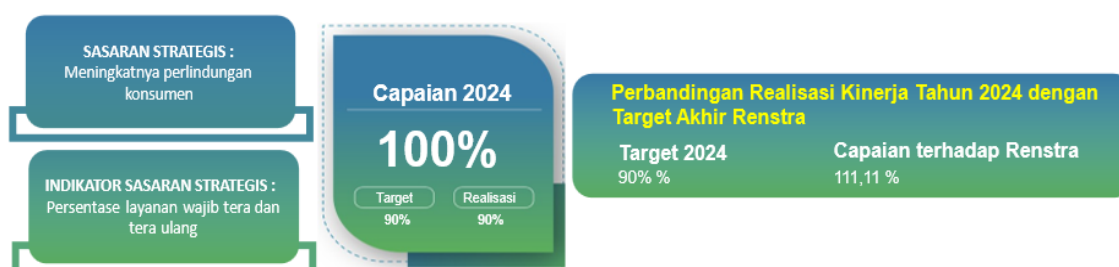 SASARAN STRATEGIS :
Meningkatnya perlindungan
konsumen
INDIKATOR SASARAN STRATEGIS :
Persentase layanan wajib tera dan
tera ulang
Capaian 2024
100%
Target
Realisasi
90%
90%
Perbandingan Realisasi Kinerja Tahun 2024 dengan
Target Akhir Renstra
Target 2024
Capaian terhadap Renstra
90% %
111,11 %